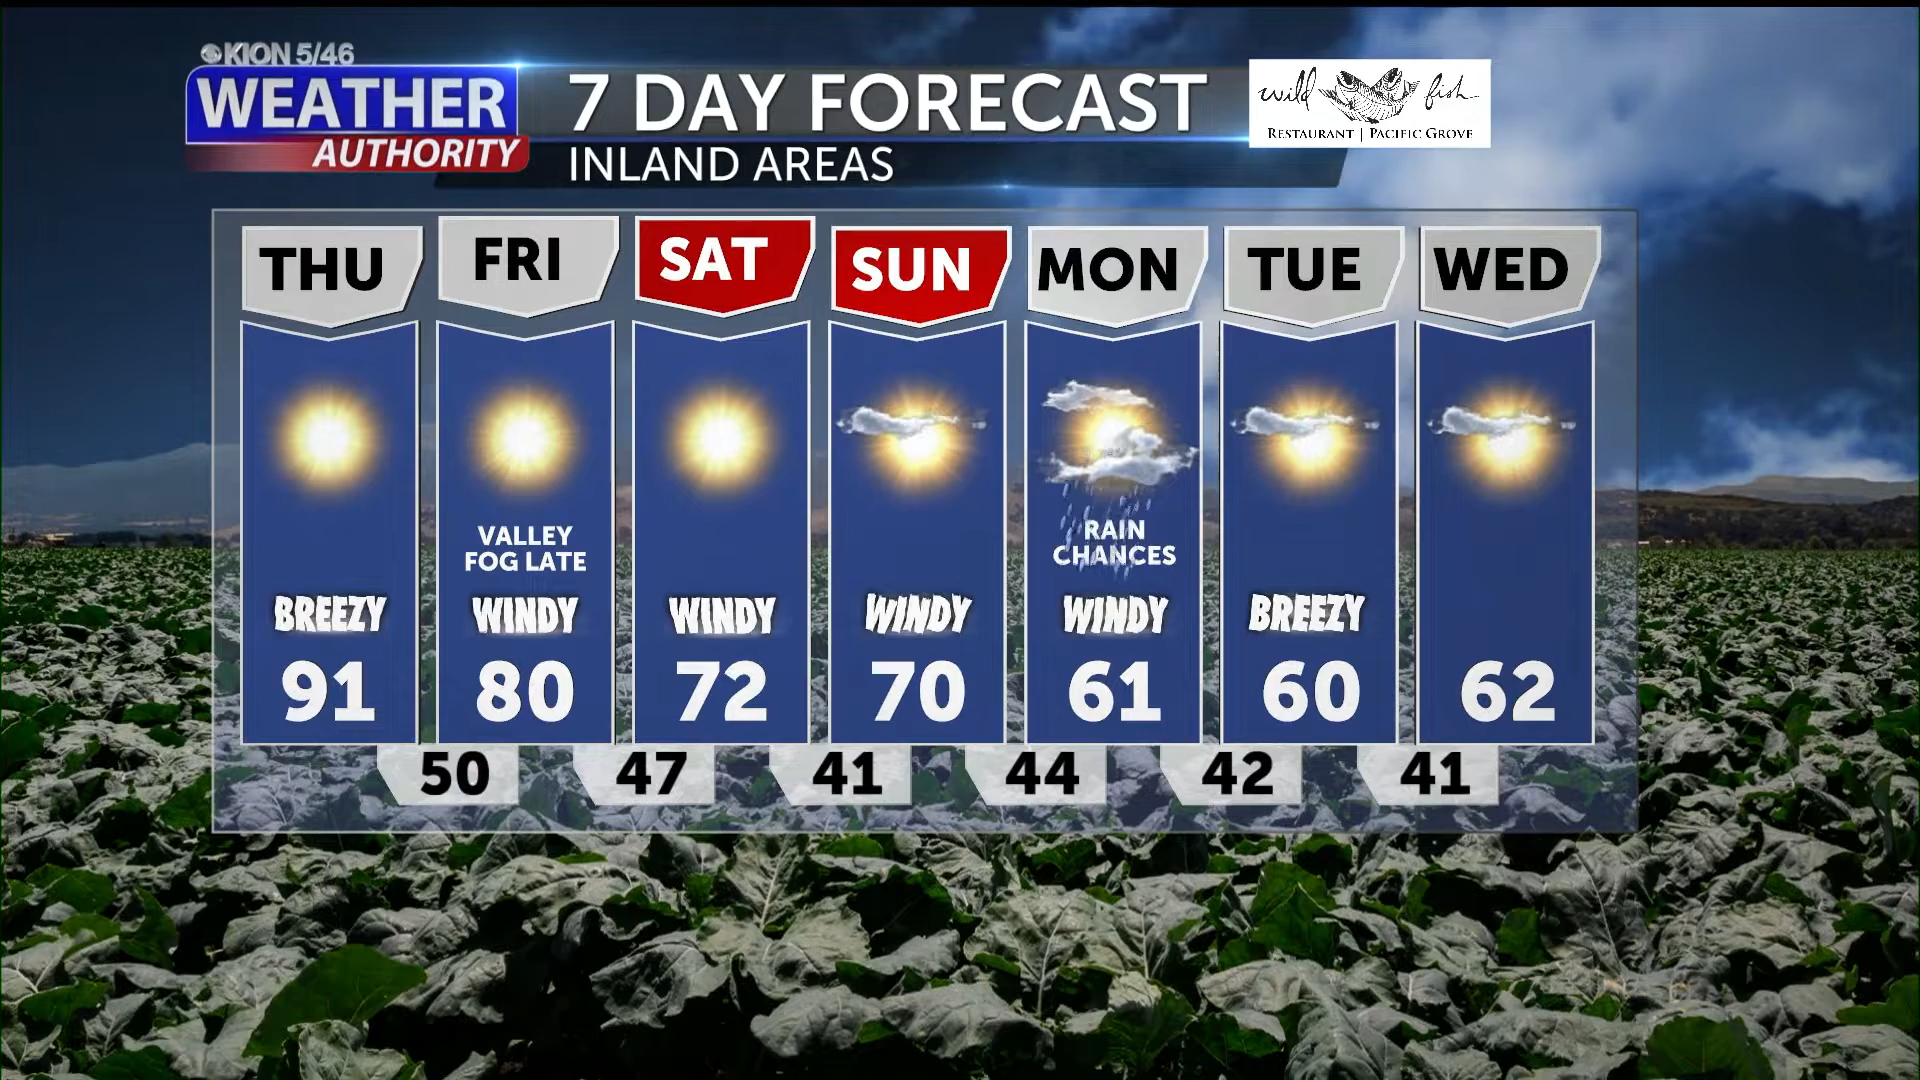 KION 5/46
WEATHER
AUTHORITY
7 DAY FORECAST
INLAND AREAS
wild fish
RESTAURANT | PACIFIC GROVE
THU
FRI
SAT
SUN
MON
TUE
WED
VALLEY
FOG LATE
RAIN
CHANCES
BREEZY
WINDY
WINDY
WINDY
WINDY
BREEZY
91
80
72
70
61
60
62
50
47
41
44
42
41